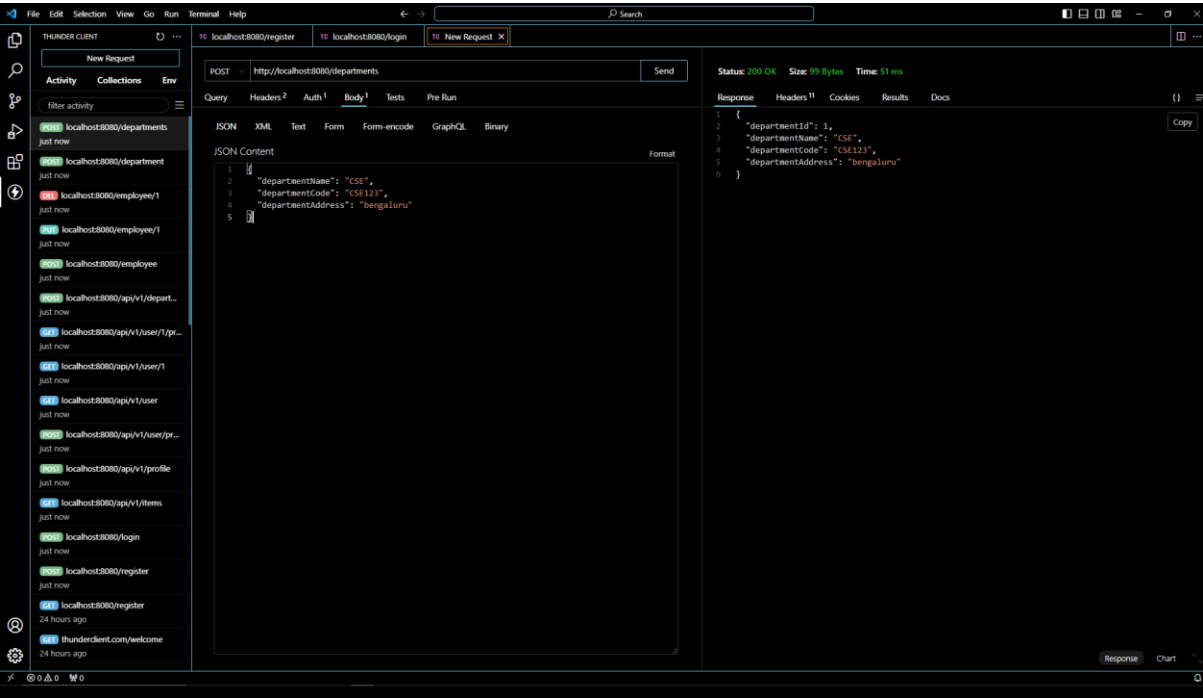 File Edit Selection View Go Run Terminal Help
Search
THUNDER CLIENT
New Request
Activity Collections Env
filter activity
POST localhost:8080/departments
just now
POST localhost:8080/department
just now
DEL localhost:8080/employee/1
just now
PUT localhost:8080/employee/1
just now
POST localhost:8080/employee
just now
POST localhost:8080/api/v1/depart...
just now
GET localhost:8080/api/v1/user/1/pr...
just now
GET localhost:8080/api/v1/user/1
just now
GET localhost:8080/api/v1/user
just now
POST localhost:8080/api/v1/user/pr...
just now
POST localhost:8080/api/v1/profile
just now
GET localhost:8080/api/v1/items
just now
POST localhost:8080/login
just now
POST localhost:8080/register
just now
GET localhost:8080/register
24 hours ago
GET thunderclient.com/welcome
24 hours ago
TC localhost:8080/register TC localhost:8080/login TC New Request
POST http://localhost:8080/departments Send
Query Headers 2 Auth 1 Body 1 Tests Pre Run
JSON XML Text Form Form-encode GraphQL Binary
JSON Content Format
1 {
2 "departmentName": "CSE",
3 "departmentCode": "CSE123",
4 "departmentAddress": "bengaluru"
5 }
Status: 200 OK Size: 99 Bytes Time: 51 ms
Response Headers 11 Cookies Results Docs {}
Copy
1 {
2 "departmentId": 1,
3 "departmentName": "CSE",
4 "departmentCode": "CSE123",
5 "departmentAddress": "bengaluru"
6 }
Response Chart
0 0 0